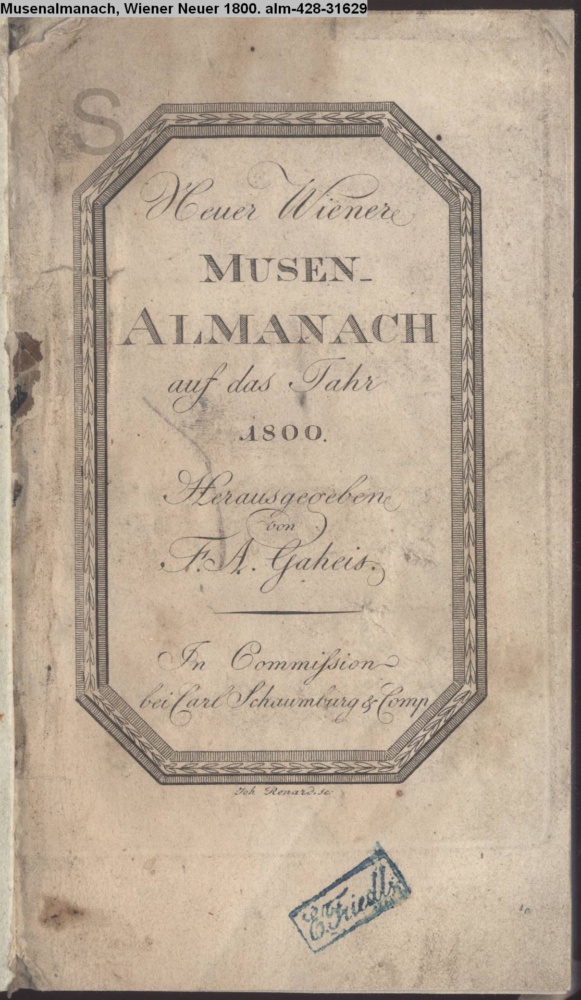 Musenalmanach, Wiener Neuer 1800. alm-428-31629
S
Neuer Wiener
MUSEN-
ALMANACH
auf das Jahr
1800.
Herausgegeben
von
F. A. Gaheis.
In Commißion
bei Carl Schaumburg & Comp
Joh Renard. sc.